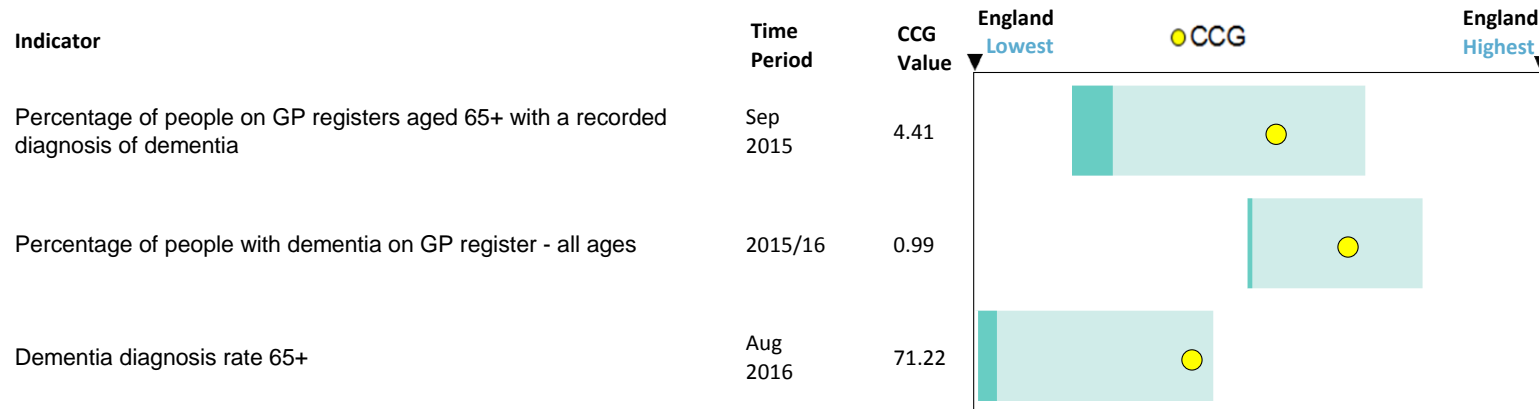 Indicator
Time
Period
CCG
Value
England
Lowest
CCG
England
Highest
Percentage of people on GP registers aged 65+ with a recorded
diagnosis of dementia
Sep
2015
4.41
Percentage of people with dementia on GP register - all ages
2015/16
0.99
Dementia diagnosis rate 65+
Aug
2016
71.22